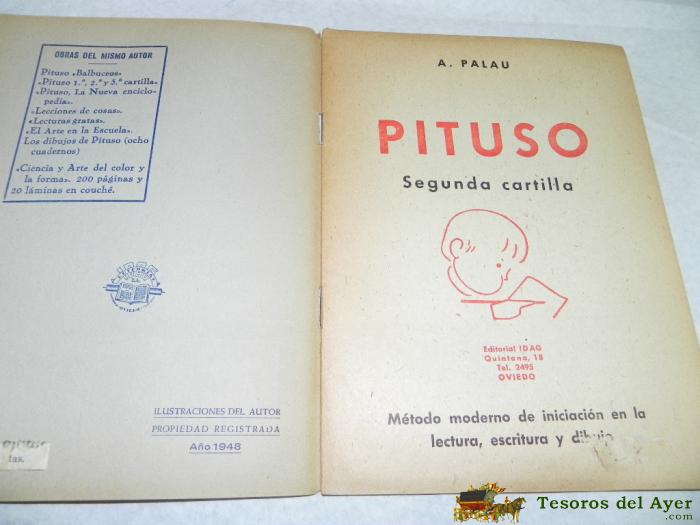 OBRAS DEL MISMO AUTOR
Pituso «Balbuceos».
«Pituso 1.ª, 2.ª y 3.ª cartilla».
«Pituso, La Nueva enciclo-
pedia».
«Lecciones de cosas».
«Lecturas gratas».
«El Arte en la Escuela».
Los dibujos de Pituso (ocho
cuadernos)
«Ciencia y Arte del color y
la forma». 200 páginas y
20 láminas en couché.
ILUSTRACIONES DEL AUTOR
PROPIEDAD REGISTRADA
Año 1948
tas.
A. PALAU
PITUSO
Segunda cartilla
Editorial IDAG
Quintana, 18
Tel. 2495
OVIEDO
Método moderno de iniciación en la
lectura, escritura y dibujo
Tesoros del Ayer
.com